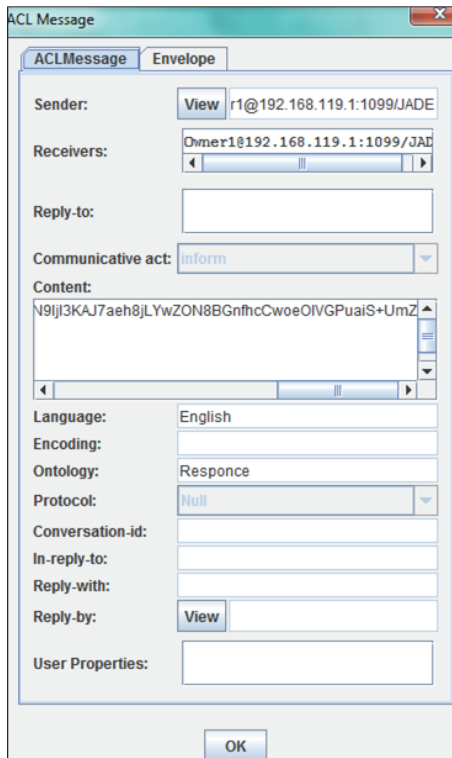 ACL Message
ACLMessage Envelope
Sender: View r1@192.168.119.1:1099/JADE
Receivers: Owner1@192.168.119.1:1099/JAD
Reply-to:
Communicative act: inform
Content:
N9IjI3KAJ7aeh8jLYwZON8BGnfhcCwoeOIVGPuaiS+UmZ
Language: English
Encoding:
Ontology: Responce
Protocol: Null
Conversation-id:
In-reply-to:
Reply-with:
Reply-by: View
User Properties:
OK